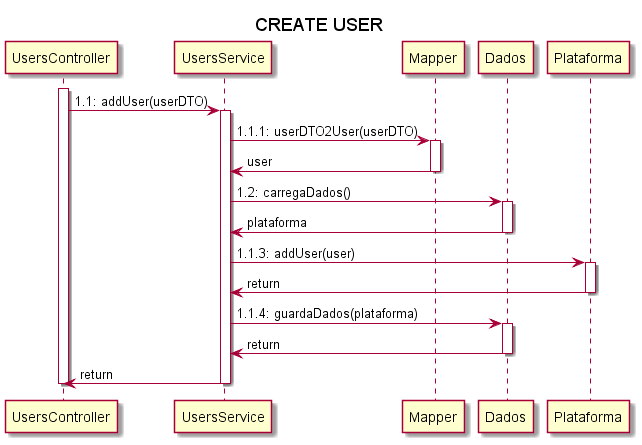 CREATE USER
UsersController UsersService Mapper Dados Plataforma
1.1: addUser(userDTO)
1.1.1: userDTO2User(userDTO)
user
1.2: carregaDados()
plataforma
1.1.3: addUser(user)
return
1.1.4: guardaDados(plataforma)
return
return
UsersController UsersService Mapper Dados Plataforma